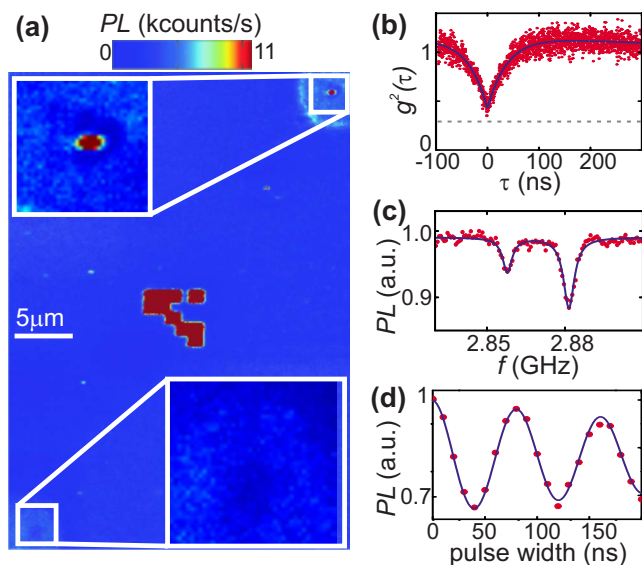 (a)
PL (kcounts/s)
0
11
5μm
(b)
g²(τ)
1
0
-100
0
100
200
τ (ns)
(c)
PL (a.u.)
1.0
0.9
2.85
2.88
f (GHz)
(d)
PL (a.u.)
1
0.7
0
50
100
150
pulse width (ns)